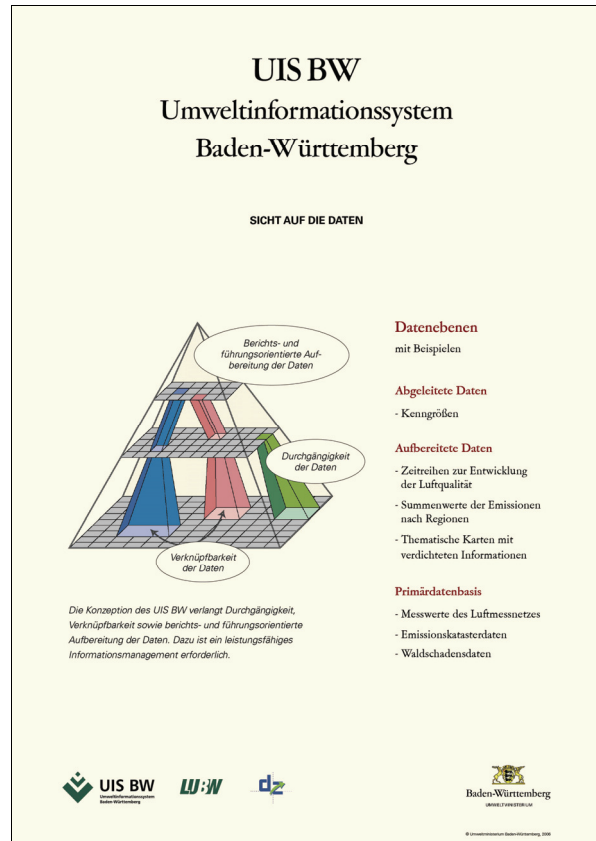 UIS BW
Umweltinformationssystem
Baden-Württemberg
SICHT AUF DIE DATEN
Berichts- und
führungsorientierte Auf-
bereitung der Daten
Durchgängigkeit
der Daten
Verknüpfbarkeit
der Daten
Die Konzeption des UIS BW verlangt Durchgängigkeit,
Verknüpfbarkeit sowie berichts- und führungsorientierte
Aufbereitung der Daten. Dazu ist ein leistungsfähiges
Informationsmanagement erforderlich.
Datenebenen
mit Beispielen
Abgeleitete Daten
- Kenngrößen
Aufbereitete Daten
- Zeitreihen zur Entwicklung
der Luftqualität
- Summenwerte der Emissionen
nach Regionen
- Thematische Karten mit
verdichteten Informationen
Primärdatenbasis
- Messwerte des Luftmessnetzes
- Emissionskatasterdaten
- Waldschadensdaten
UIS BW
Umweltinformationssystem
Baden-Württemberg
LUBW
dz
Baden-Württemberg
UMWELTMINISTERIUM
© Umweltministerium Baden-Württemberg, 2006